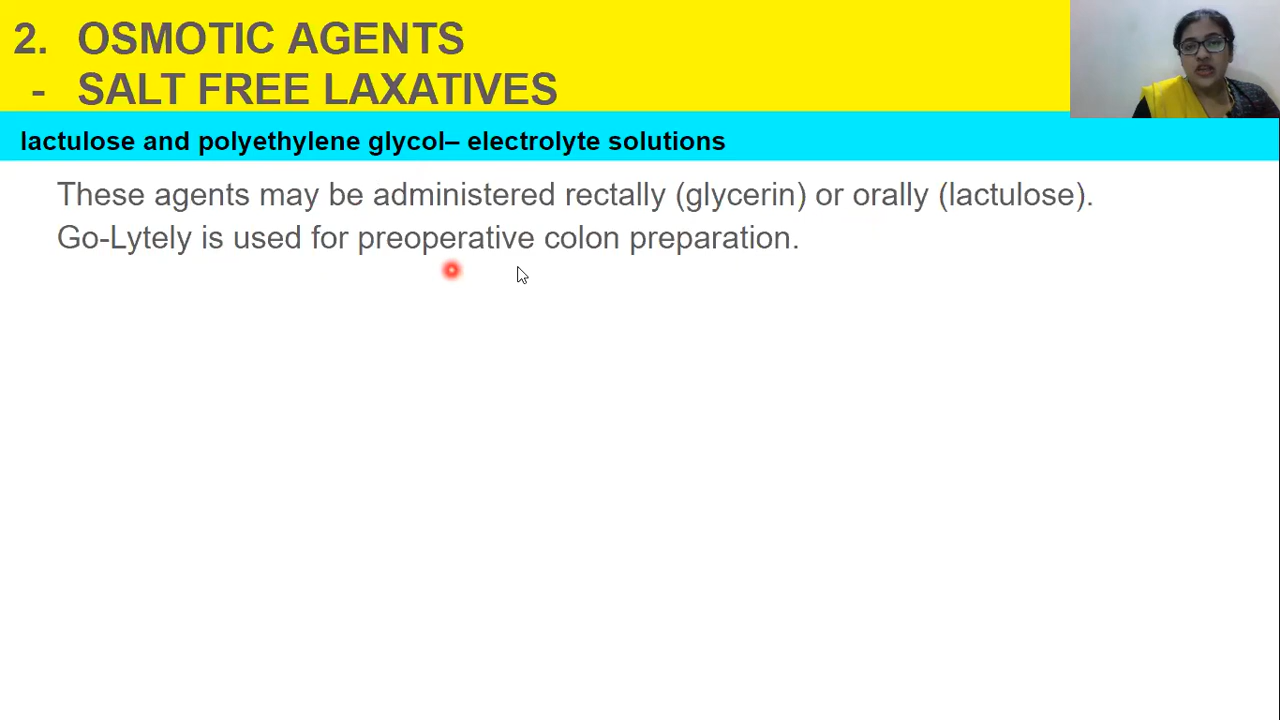 2. OSMOTIC AGENTS
- SALT FREE LAXATIVES
lactulose and polyethylene glycol– electrolyte solutions
These agents may be administered rectally (glycerin) or orally (lactulose).
Go-Lytely is used for preoperative colon preparation.